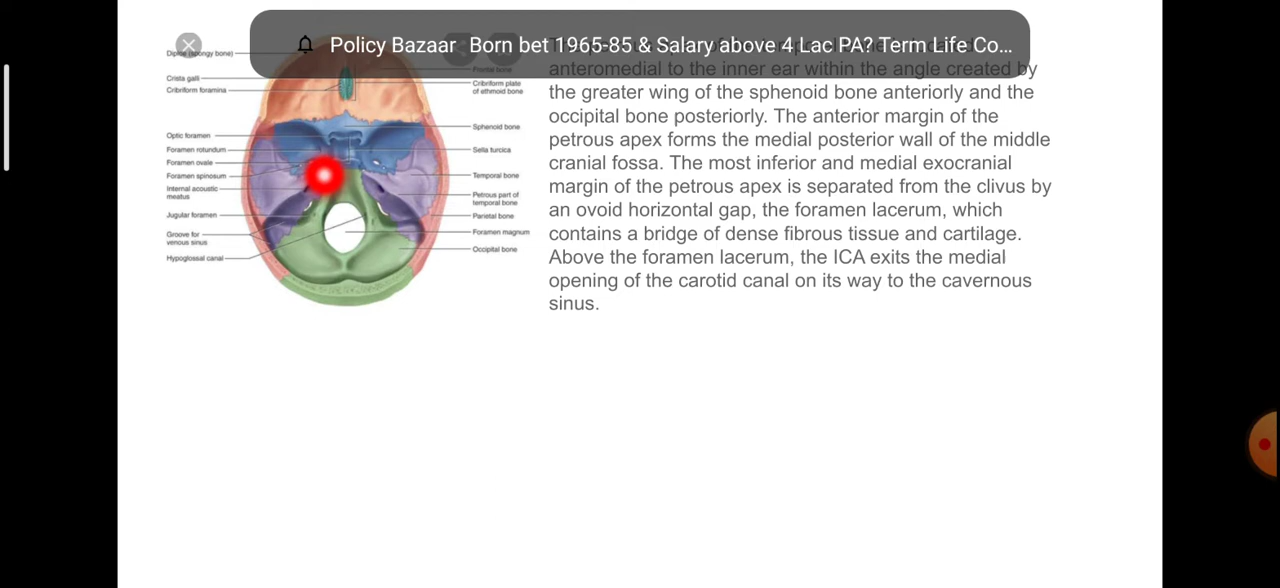 Policy Bazaar Born bet 1965-85 & Salary above 4 Lac PA? Term Life Co...
Diploe (spongy bone)
Crista galli
Cribriform foramina
Optic foramen
Foramen rotundum
Foramen ovale
Foramen spinosum
Internal acoustic
meatus
Jugular foramen
Groove for
venous sinus
Hypoglossal canal
Frontal bone
Cribriform plate
of ethmoid bone
Sphenoid bone
Sella turcica
Temporal bone
Petrous part of
temporal bone
Parietal bone
Foramen magnum
Occipital bone
anteromedial to the inner ear within the angle created by
the greater wing of the sphenoid bone anteriorly and the
occipital bone posteriorly. The anterior margin of the
petrous apex forms the medial posterior wall of the middle
cranial fossa. The most inferior and medial exocranial
margin of the petrous apex is separated from the clivus by
an ovoid horizontal gap, the foramen lacerum, which
contains a bridge of dense fibrous tissue and cartilage.
Above the foramen lacerum, the ICA exits the medial
opening of the carotid canal on its way to the cavernous
sinus.